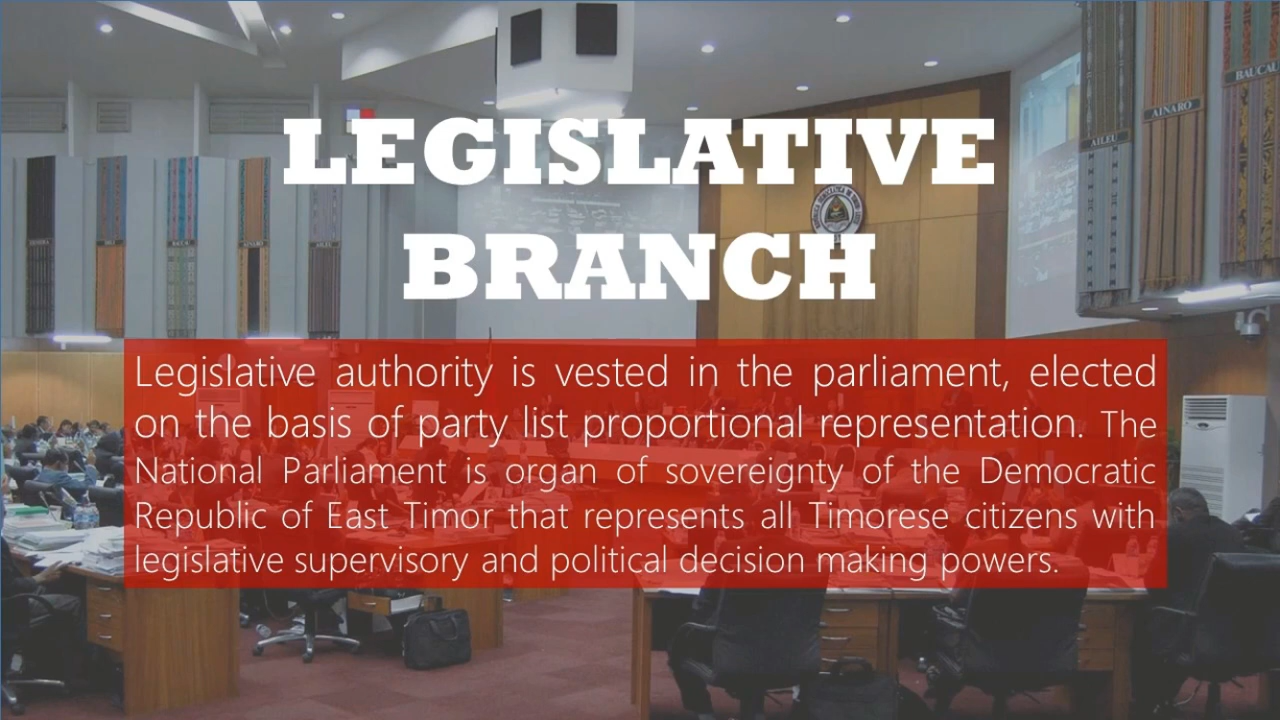 LEGISLATIVE
BRANCH
Legislative authority is vested in the parliament, elected
on the basis of party list proportional representation. The
National Parliament is organ of sovereignty of the Democratic
Republic of East Timor that represents all Timorese citizens with
legislative supervisory and political decision making powers.
AILEU
AINARO
BAUCAU